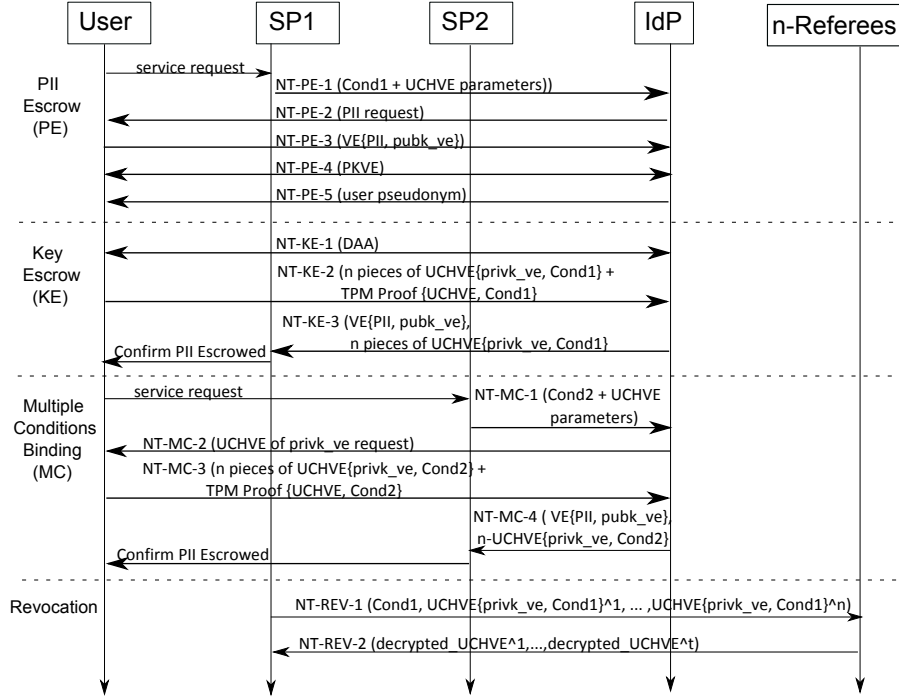 User
SP1
SP2
IdP
n-Referees
PII
Escrow
(PE)
service request
NT-PE-1 (Cond1 + UCHVE parameters))
NT-PE-2 (PII request)
NT-PE-3 (VE{PII, pubk_ve})
NT-PE-4 (PKVE)
NT-PE-5 (user pseudonym)
Key
Escrow
(KE)
NT-KE-1 (DAA)
NT-KE-2 (n pieces of UCHVE{privk_ve, Cond1} +
TPM Proof {UCHVE, Cond1}
NT-KE-3 (VE{PII, pubk_ve},
n pieces of UCHVE{privk_ve, Cond1}
Confirm PII Escrowed
Multiple
Conditions
Binding
(MC)
service request
NT-MC-1 (Cond2 + UCHVE
parameters)
NT-MC-2 (UCHVE of privk_ve request)
NT-MC-3 (n pieces of UCHVE{privk_ve, Cond2} +
TPM Proof {UCHVE, Cond2}
NT-MC-4 ( VE{PII, pubk_ve},
n-UCHVE{privk_ve, Cond2}
Confirm PII Escrowed
Revocation
NT-REV-1 (Cond1, UCHVE{privk_ve, Cond1}^1, ... ,UCHVE{privk_ve, Cond1}^n)
NT-REV-2 (decrypted_UCHVE^1,...,decrypted_UCHVE^t)